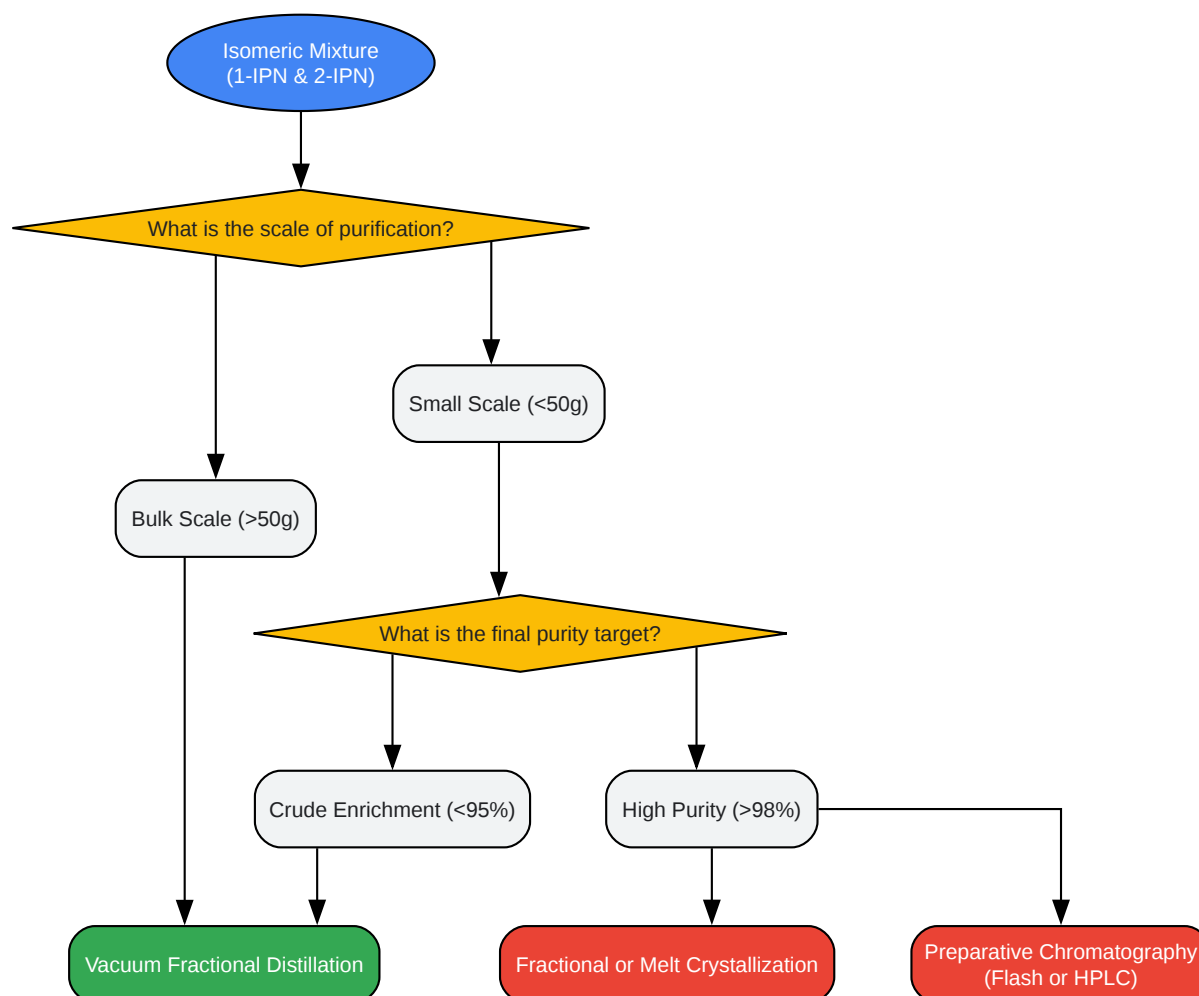 Isomeric Mixture
(1-IPN & 2-IPN)
What is the scale of purification?
Small Scale (<50g)
Bulk Scale (>50g)
What is the final purity target?
Crude Enrichment (<95%)
High Purity (>98%)
Vacuum Fractional Distillation
Fractional or Melt Crystallization
Preparative Chromatography
(Flash or HPLC)